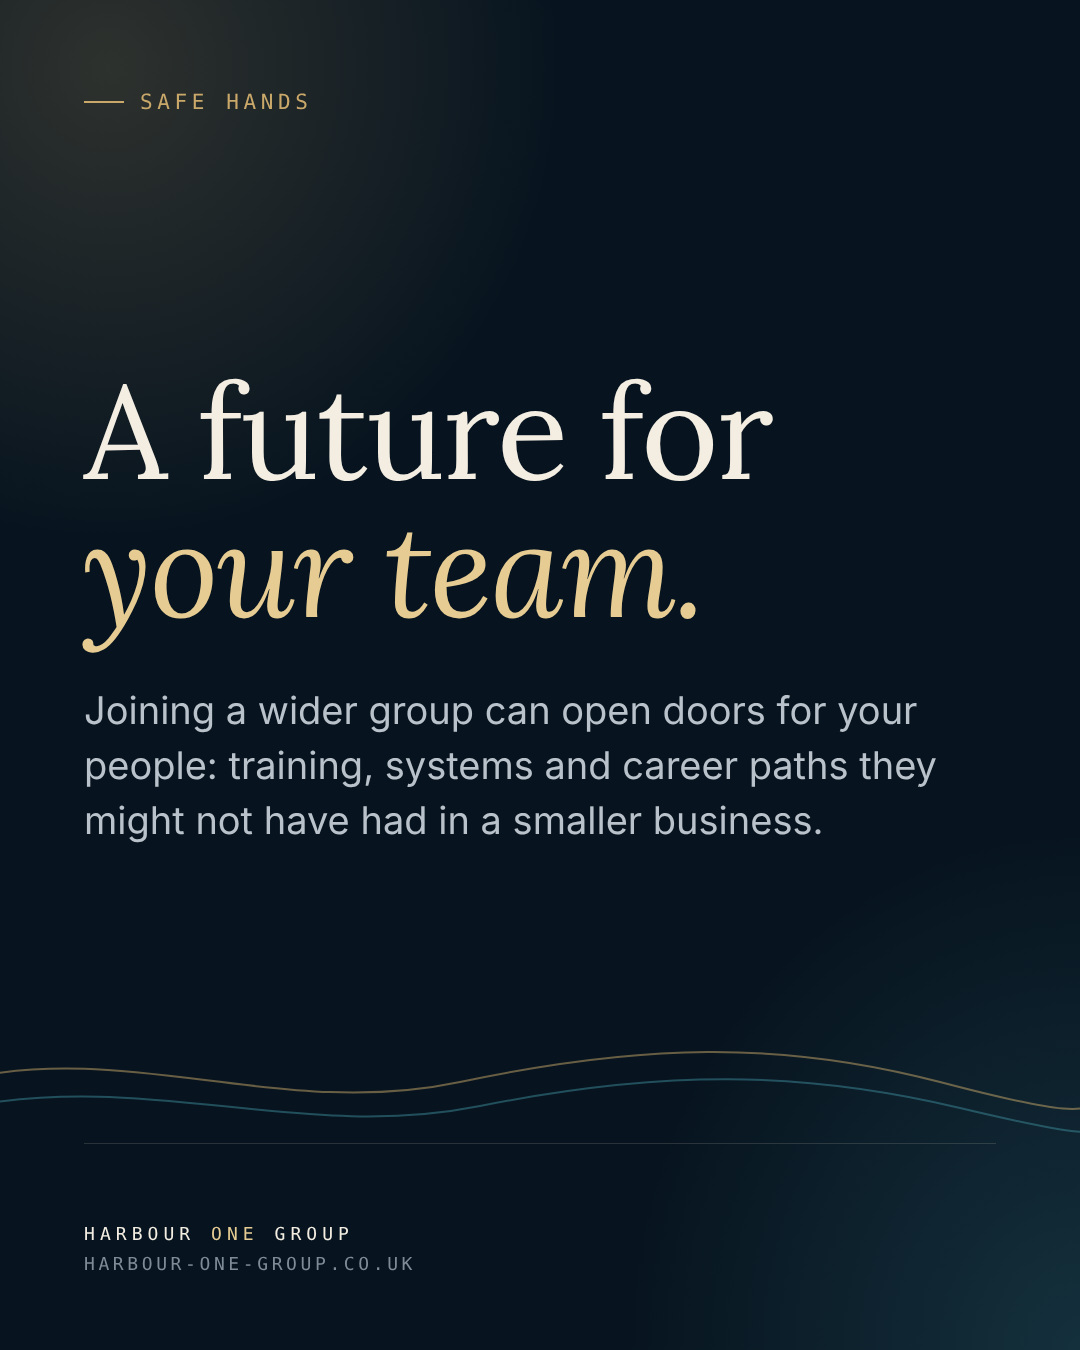 SAFE HANDS
A future for
your team.
Joining a wider group can open doors for your
people: training, systems and career paths they
might not have had in a smaller business.
HARBOUR ONE GROUP
HARBOUR-ONE-GROUP.CO.UK